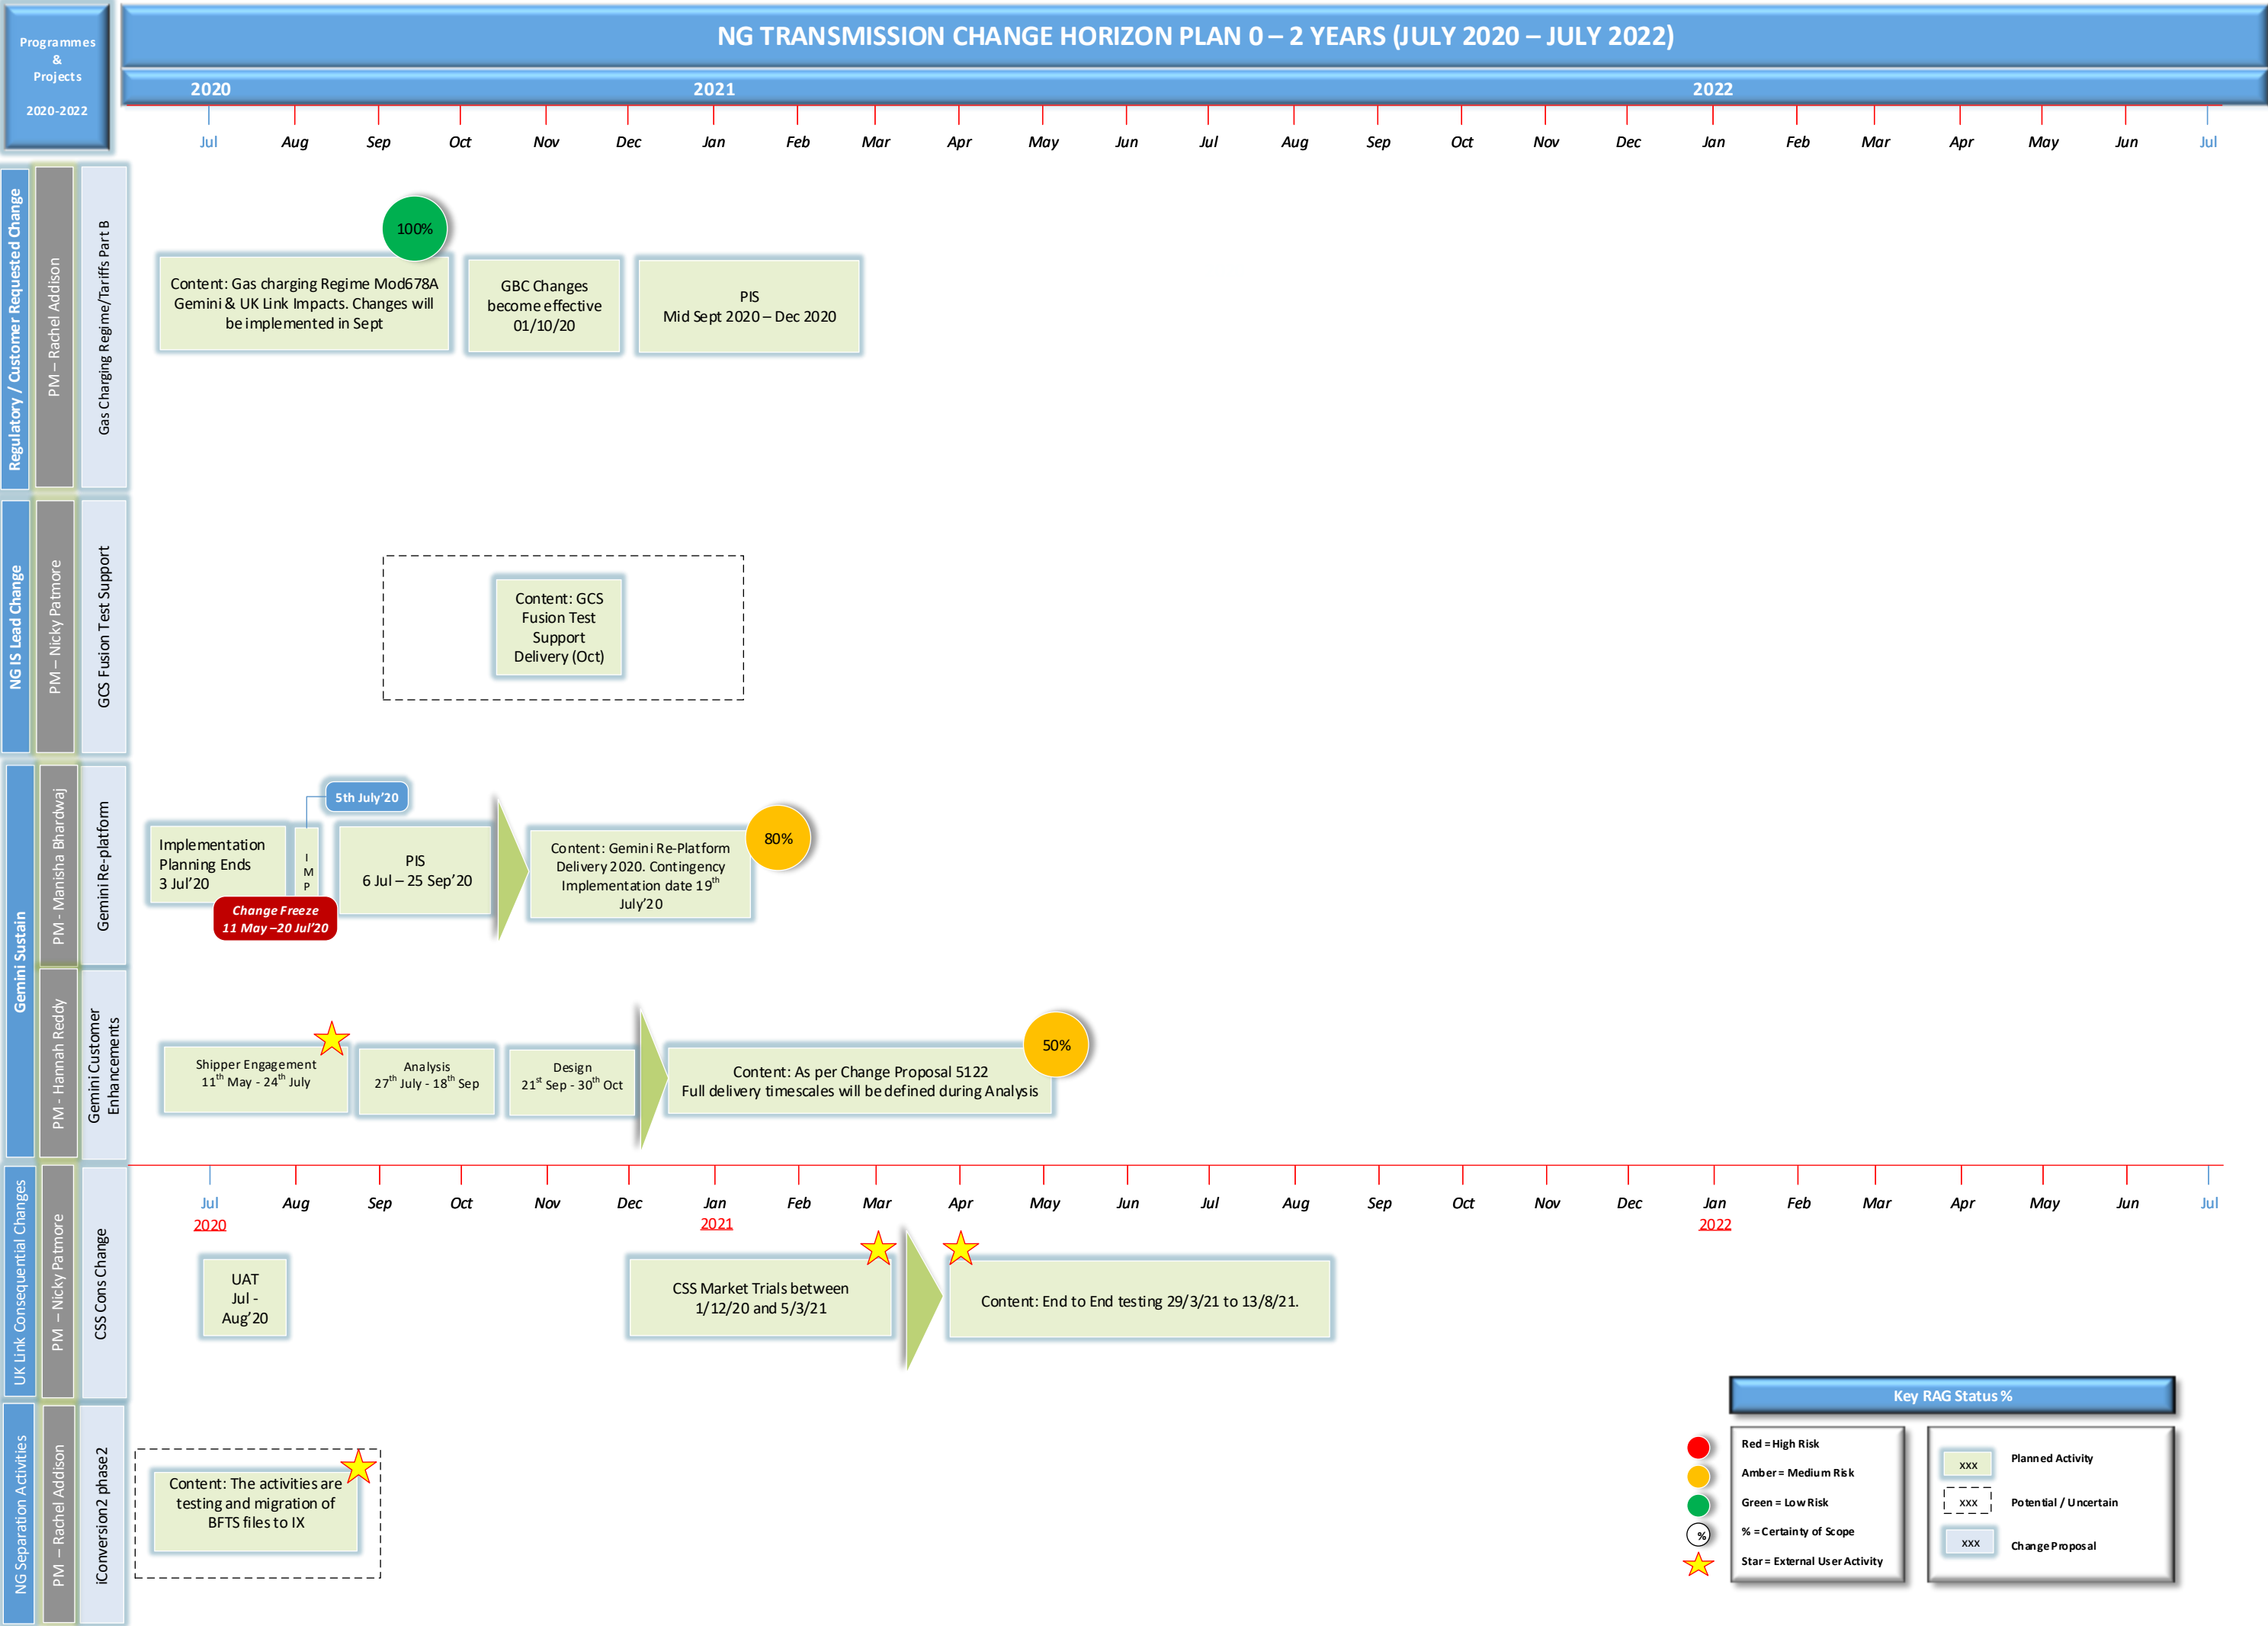 Programmes
&
Projects
2020-2022
NG TRANSMISSION CHANGE HORIZON PLAN 0 – 2 YEARS (JULY 2020 – JULY 2022)
2020 2021 2022
Jul Aug Sep Oct Nov Dec Jan Feb Mar Apr May Jun Jul Aug Sep Oct Nov Dec Jan Feb Mar Apr May Jun Jul
Regulatory / Customer Requested Change
PM – Rachel Addison
Gas Charging Regime/Tariffs Part B
100%
Content: Gas charging Regime Mod678A
Gemini & UK Link Impacts. Changes will
be implemented in Sept
GBC Changes
become effective
01/10/20
PIS
Mid Sept 2020 – Dec 2020
NG IS Lead Change
PM – Nicky Patmore
GCS Fusion Test Support
Content: GCS
Fusion Test
Support
Delivery (Oct)
Gemini Sustain
PM - Manisha Bhardwaj
Gemini Re-platform
5th July’20
Implementation
Planning Ends
3 Jul’20
I
M
P
Change Freeze
11 May –20 Jul’20
PIS
6 Jul – 25 Sep’20
Content: Gemini Re-Platform
Delivery 2020. Contingency
Implementation date 19th
July’20
80%
PM - Hannah Reddy
Gemini Customer
Enhancements
Shipper Engagement
11th May - 24th July
Analysis
27th July - 18th Sep
Design
21st Sep - 30th Oct
Content: As per Change Proposal 5122
Full delivery timescales will be defined during Analysis
50%
Jul Aug Sep Oct Nov Dec Jan Feb Mar Apr May Jun Jul Aug Sep Oct Nov Dec Jan Feb Mar Apr May Jun Jul
2020 2021 2022
UK Link Consequential Changes
PM – Nicky Patmore
CSS Cons Change
UAT
Jul -
Aug’20
CSS Market Trials between
1/12/20 and 5/3/21
Content: End to End testing 29/3/21 to 13/8/21.
NG Separation Activities
PM – Rachel Addison
iConversion2 phase2
Content: The activities are
testing and migration of
BFTS files to IX
Key RAG Status %
Red = High Risk
Amber = Medium Risk
Green = Low Risk
% % = Certainty of Scope
Star = External User Activity
xxx Planned Activity
xxx Potential / Uncertain
xxx Change Proposal